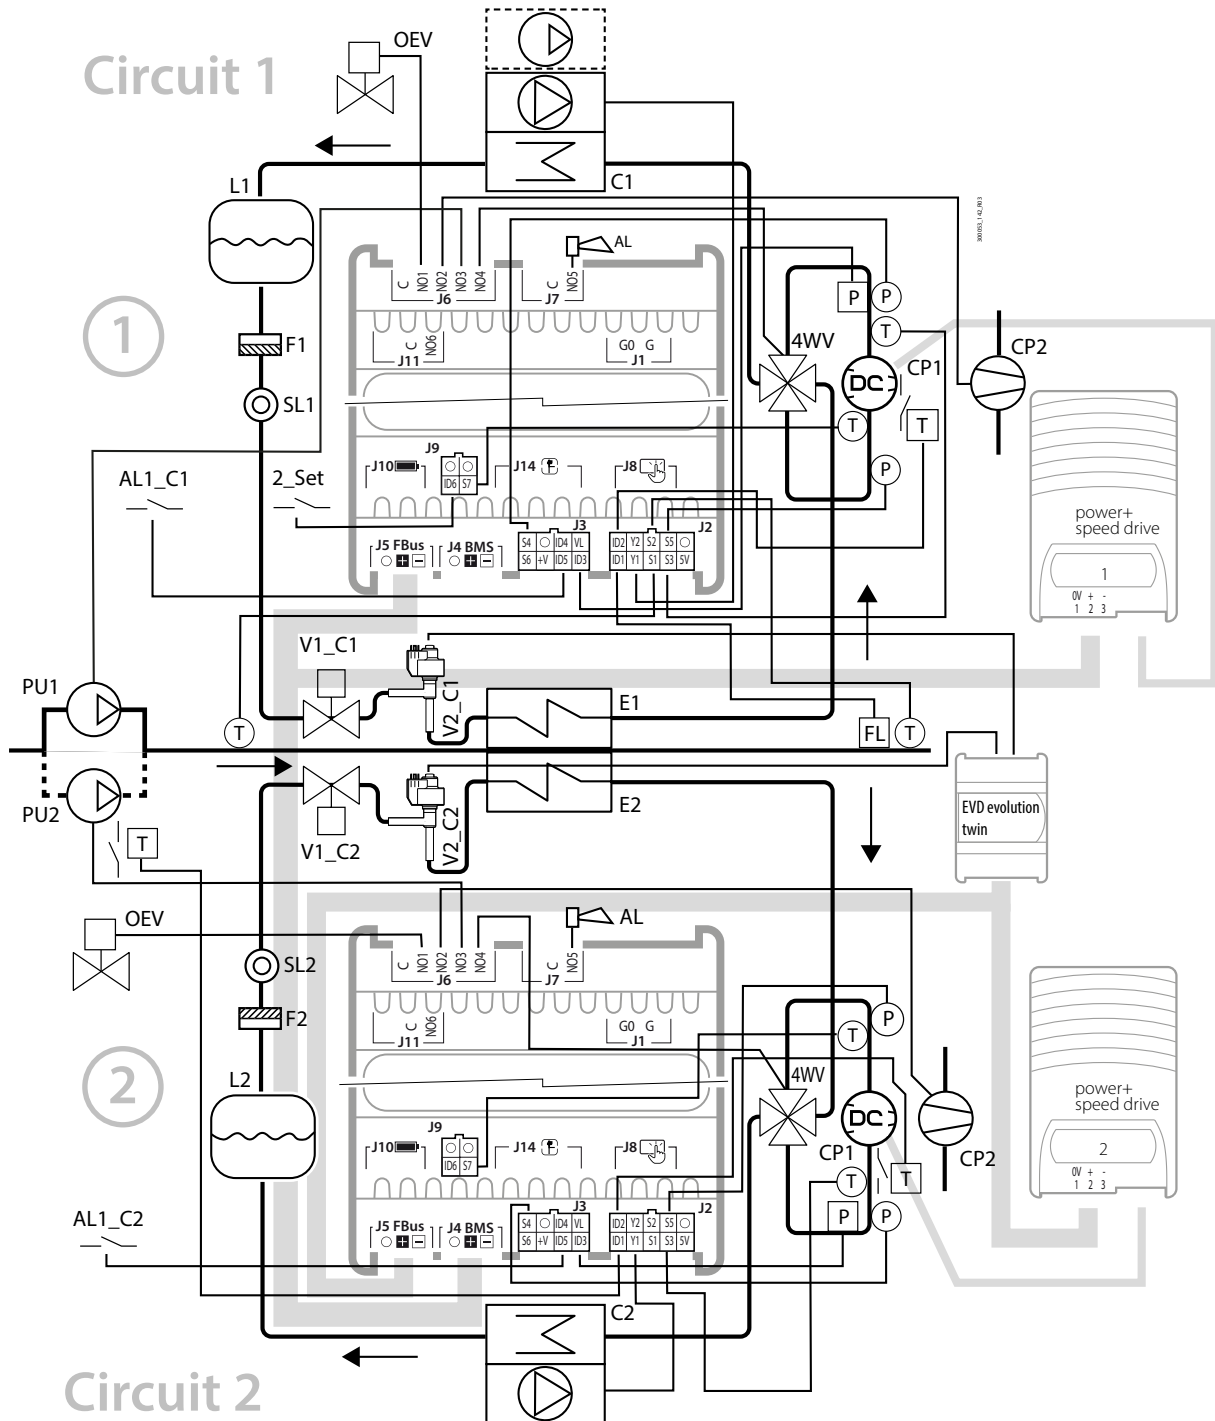 Circuit 1
OEV
C1
L1
AL
300053_142_R03
C NO1 NO2 NO3 NO4
J6
C NO5
J7
P P
T
1
F1
C NO6
J11
G0 G
J1
4WV
CP1
CP2
DC
SL1
T
T
J9
ID6 S7
J10
J14
J8
P
AL1_C1
2_Set
power+
speed drive
1
0V + -
1 2 3
J3
S4 ID4 VL
S6 +V ID5 ID3
J2
ID2 Y2 S2 S5
ID1 Y1 S1 S3 5V
J5 FBus
J4 BMS
V1_C1
V2_C1
PU1
T
E1
FL T
PU2
T
V1_C2
V2_C2
E2
EVD evolution
twin
OEV
AL
C NO1 NO2 NO3 NO4
J6
C NO5
J7
SL2
F2
C NO6
J11
G0 G
J1
T
P
2
L2
4WV
DC
CP1
CP2
power+
speed drive
2
0V + -
1 2 3
J9
ID6 S7
J10
J14
J8
T
T
P
P
AL1_C2
J3
S4 ID4 VL
S6 +V ID5 ID3
J2
ID2 Y2 S2 S5
ID1 Y1 S1 S3 5V
J5 FBus
J4 BMS
C2
Circuit 2